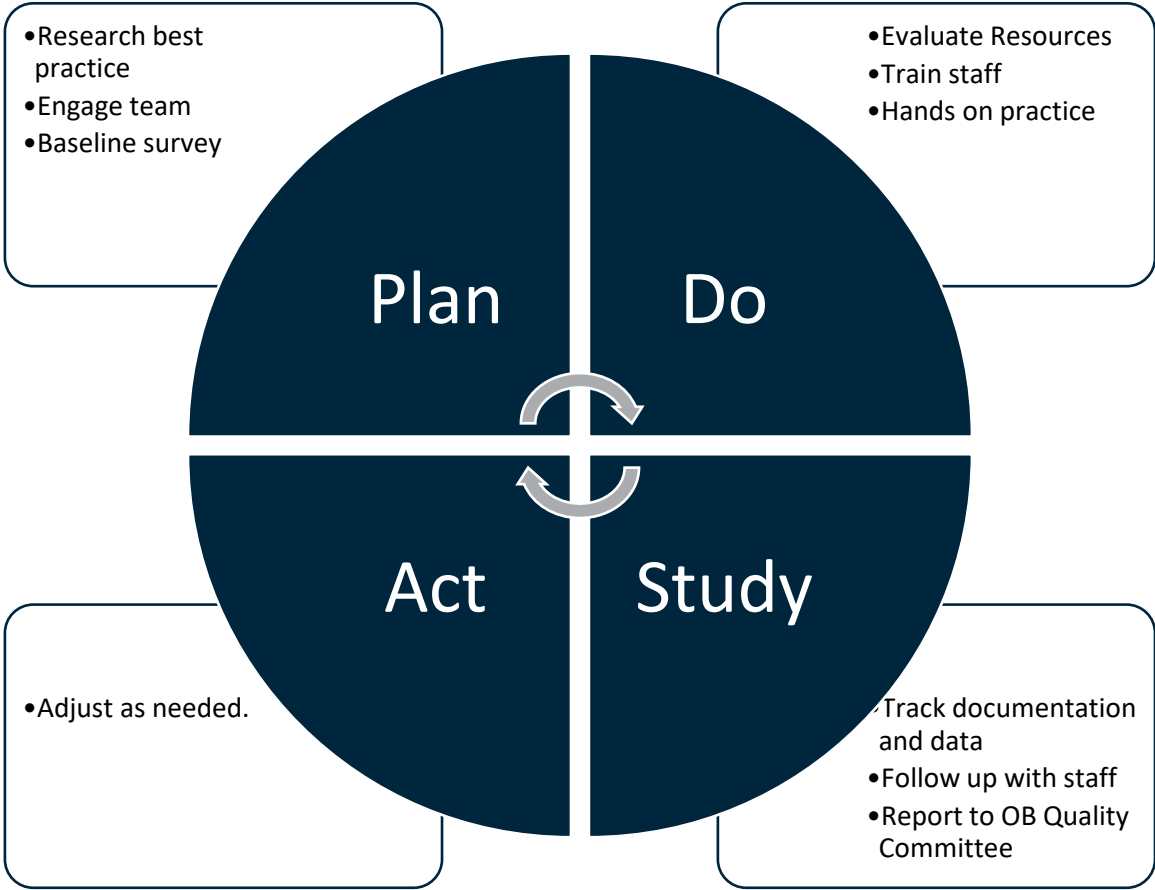 •Research best
practice
•Engage team
•Baseline survey
•Evaluate Resources
•Train staff
•Hands on practice
Plan
Do
Act
Study
•Adjust as needed.
•Track documentation
and data
•Follow up with staff
•Report to OB Quality
Committee